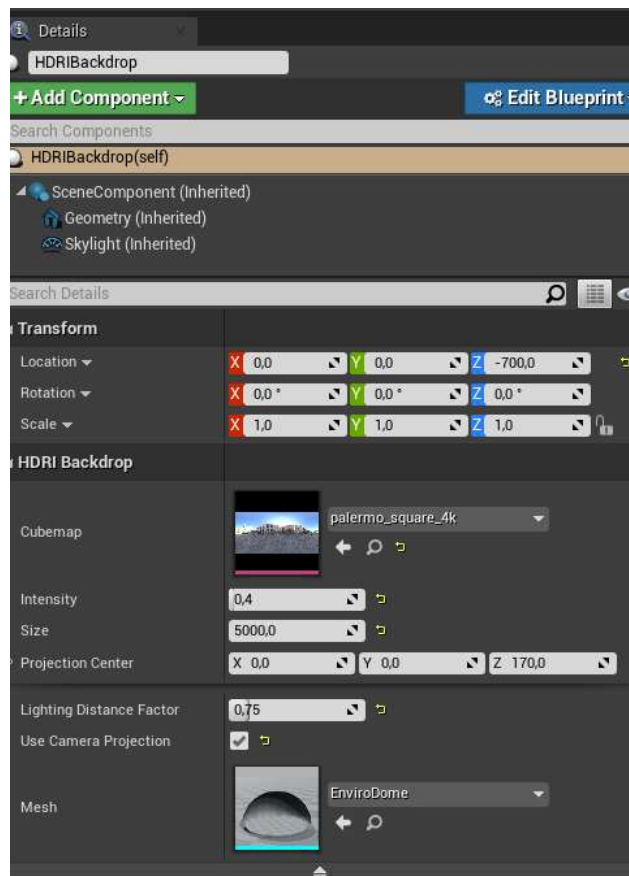 Details
HDRIBackdrop
+Add Component
Edit Blueprint
Search Components
HDRIBackdrop(self)
SceneComponent (Inherited)
Geometry (Inherited)
Skylight (Inherited)
Search Details
Transform
Location X 0,0 Y 0,0 Z -700,0
Rotation X 0,0 ° Y 0,0 ° Z 0,0 °
Scale X 1,0 Y 1,0 Z 1,0
HDRI Backdrop
Cubemap palermo_square_4k
Intensity 0,4
Size 5000,0
Projection Center X 0,0 Y 0,0 Z 170,0
Lighting Distance Factor 0,75
Use Camera Projection
Mesh EnviroDome